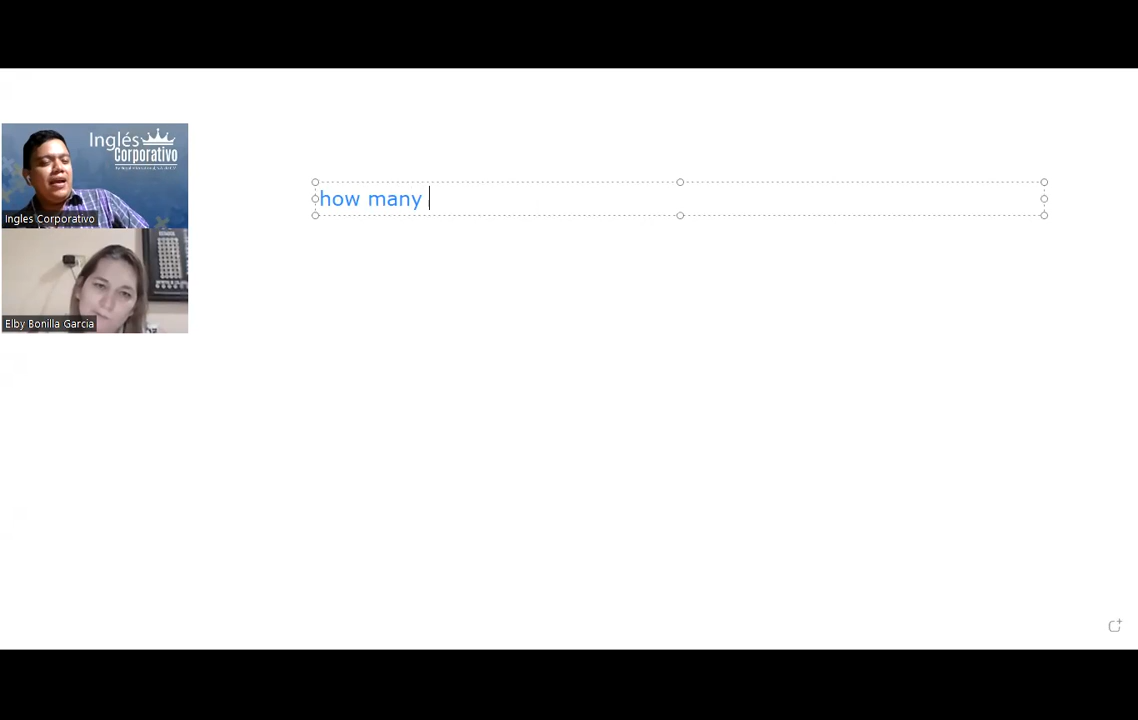 Inglés
Corporativo
Ingles Corporativo
how many
Elby Bonilla Garcia